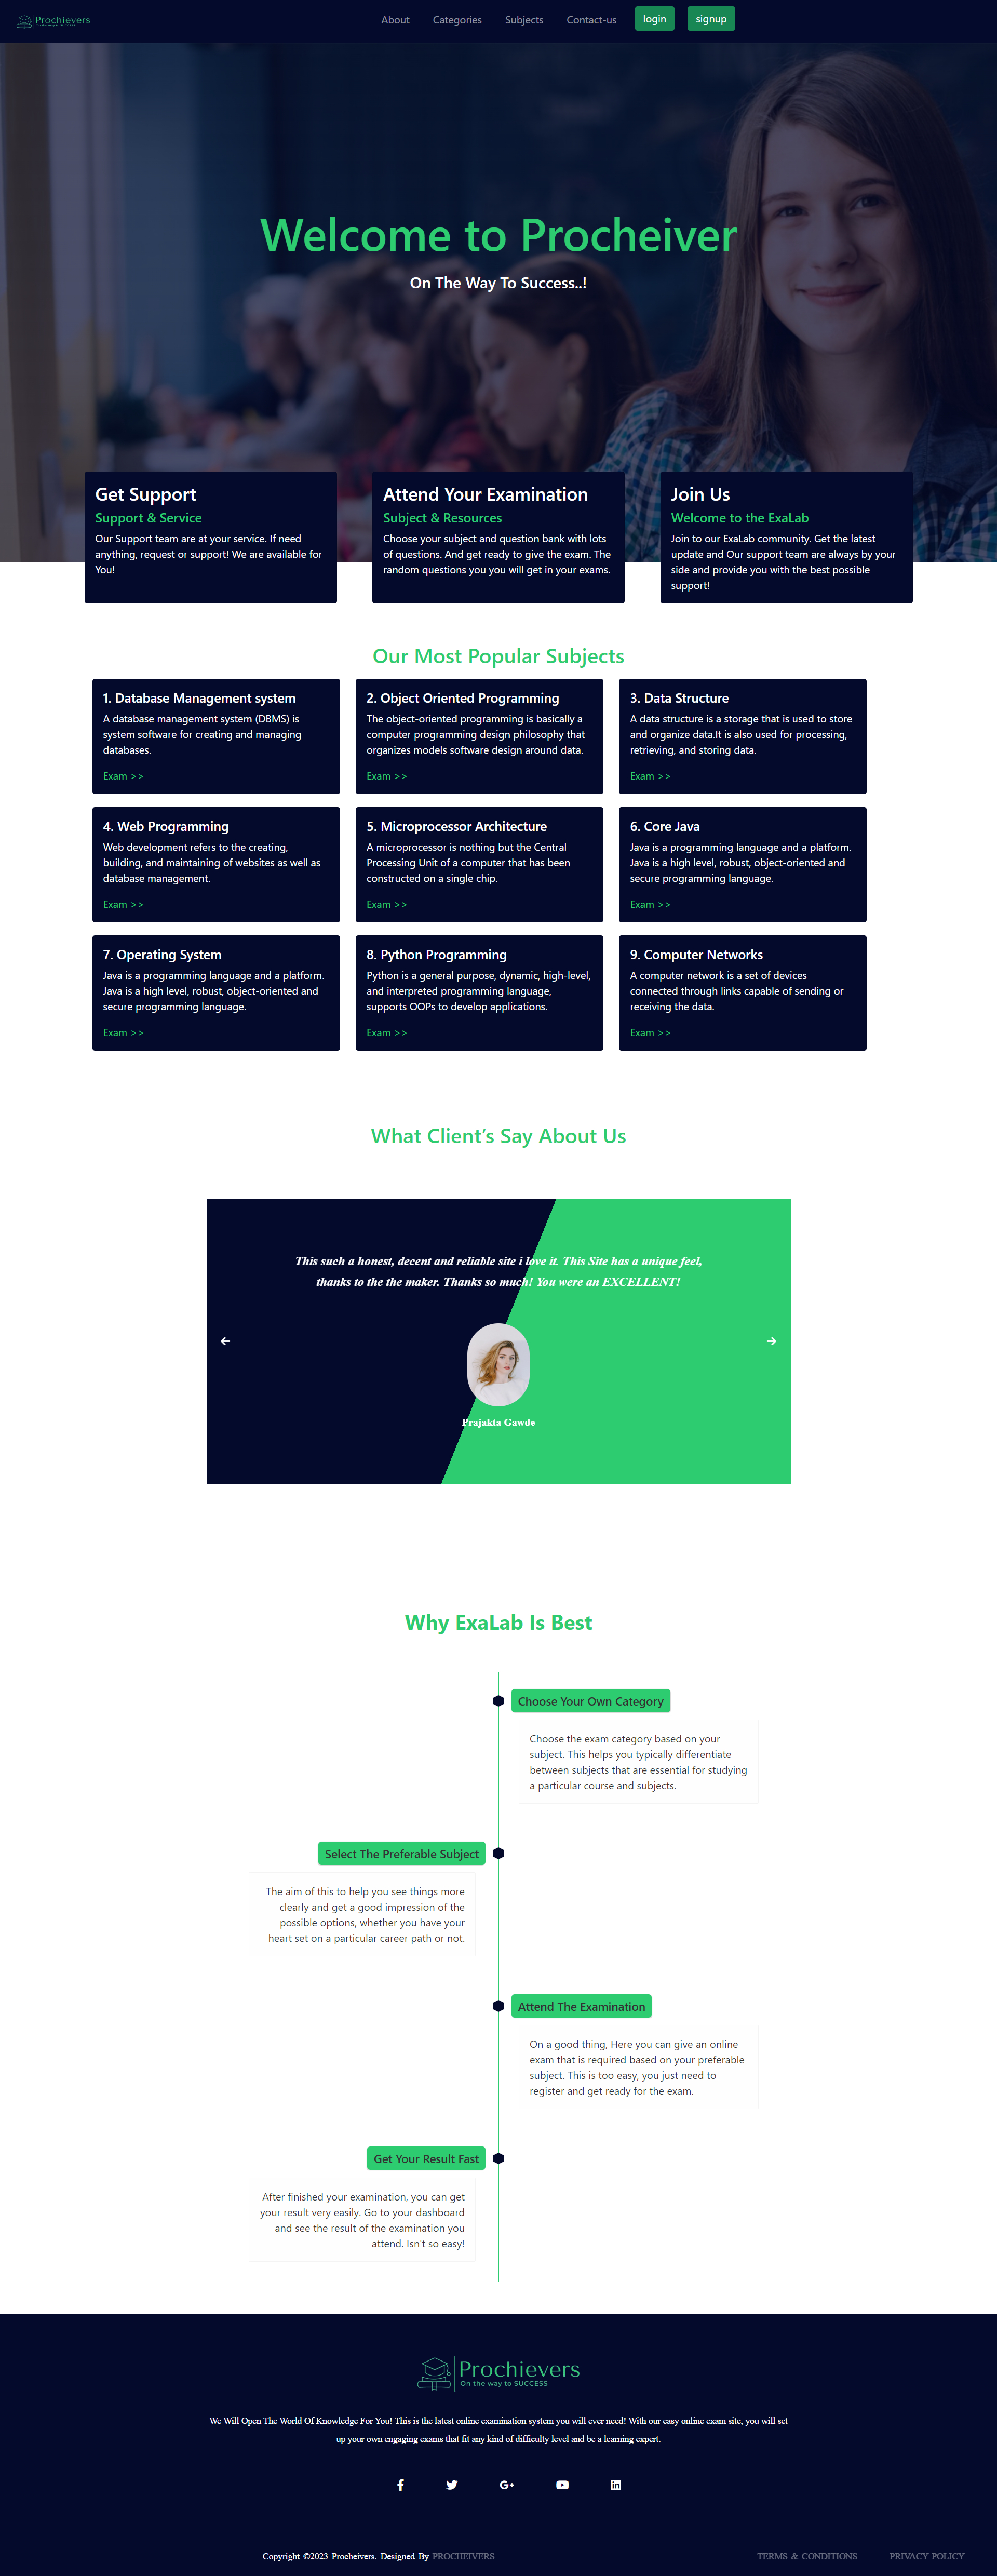 Prochievers
On the way to SUCCESS
About Categories Subjects Contact-us login signup
Welcome to Procheiver
On The Way To Success..!
Get Support
Support & Service
Our Support team are at your service. If need
anything, request or support! We are available for
You!
Attend Your Examination
Subject & Resources
Choose your subject and question bank with lots
of questions. And get ready to give the exam. The
random questions you you will get in your exams.
Join Us
Welcome to the ExaLab
Join to our ExaLab community. Get the latest
update and Our support team are always by your
side and provide you with the best possible
support!
Our Most Popular Subjects
1. Database Management system
A database management system (DBMS) is
system software for creating and managing
databases.
Exam >>
2. Object Oriented Programming
The object-oriented programming is basically a
computer programming design philosophy that
organizes models software design around data.
Exam >>
3. Data Structure
A data structure is a storage that is used to store
and organize data.It is also used for processing,
retrieving, and storing data.
Exam >>
4. Web Programming
Web development refers to the creating,
building, and maintaining of websites as well as
database management.
Exam >>
5. Microprocessor Architecture
A microprocessor is nothing but the Central
Processing Unit of a computer that has been
constructed on a single chip.
Exam >>
6. Core Java
Java is a programming language and a platform.
Java is a high level, robust, object-oriented and
secure programming language.
Exam >>
7. Operating System
Java is a programming language and a platform.
Java is a high level, robust, object-oriented and
secure programming language.
Exam >>
8. Python Programming
Python is a general purpose, dynamic, high-level,
and interpreted programming language,
supports OOPs to develop applications.
Exam >>
9. Computer Networks
A computer network is a set of devices
connected through links capable of sending or
receiving the data.
Exam >>
What Client's Say About Us
This such a honest, decent and reliable site i love it. This Site has a unique feel,
thanks to the the maker. Thanks so much! You were an EXCELLENT!
Prajakta Gawde
Why ExaLab Is Best
Choose Your Own Category
Choose the exam category based on your
subject. This helps you typically differentiate
between subjects that are essential for studying
a particular course and subjects.
Select The Preferable Subject
The aim of this to help you see things more
clearly and get a good impression of the
possible options, whether you have your
heart set on a particular career path or not.
Attend The Examination
On a good thing, Here you can give an online
exam that is required based on your preferable
subject. This is too easy, you just need to
register and get ready for the exam.
Get Your Result Fast
After finished your examination, you can get
your result very easily. Go to your dashboard
and see the result of the examination you
attend. Isn't so easy!
Prochievers
On the way to SUCCESS
We Will Open The World Of Knowledge For You! This is the latest online examination system you will ever need! With our easy online exam site, you will set
up your own engaging exams that fit any kind of difficulty level and be a learning expert.
Copyright ©2023 Procheivers. Designed By PROCHEIVERS
TERMS & CONDITIONS PRIVACY POLICY